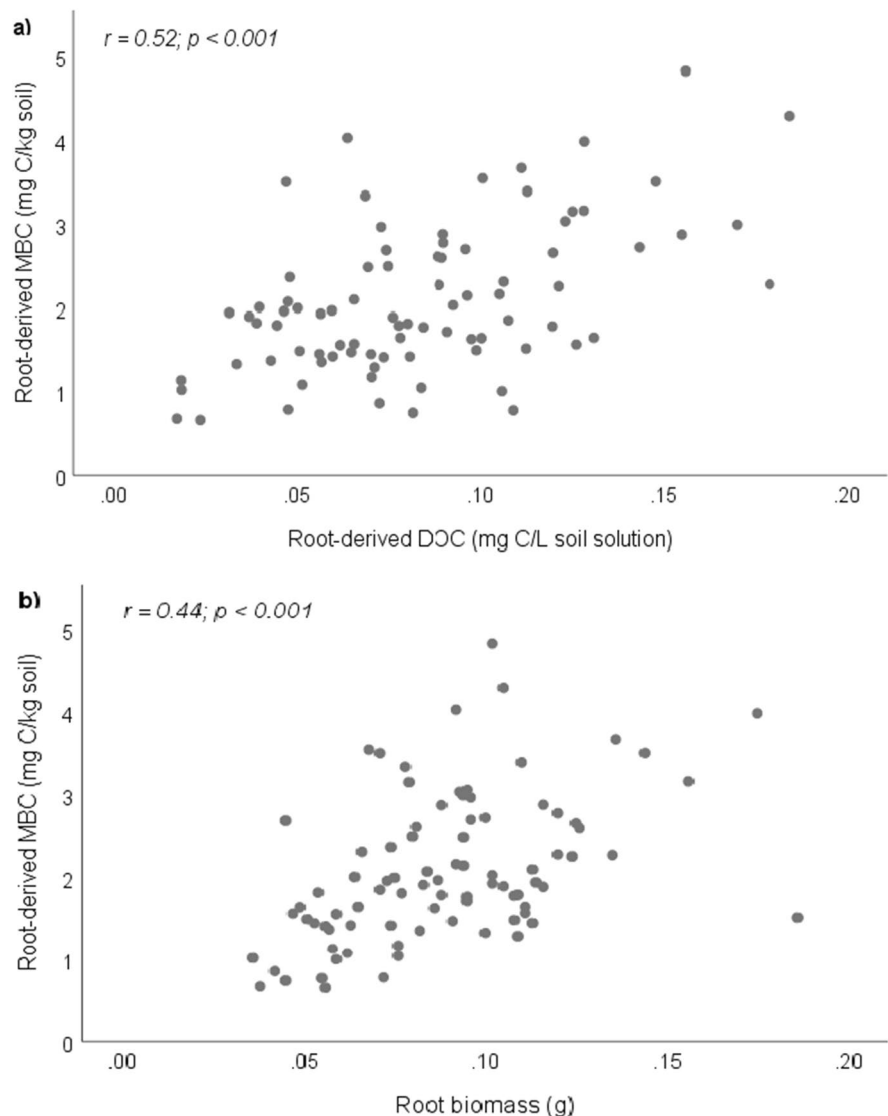 a)
r = 0.52; p < 0.001
Root-derived MBC (mg C/kg soil)
5
4
3
2
1
0
.00 .05 .10 .15 .20
Root-derived DOC (mg C/L soil solution)
b)
r = 0.44; p < 0.001
Root-derived MBC (mg C/kg soil)
5
4
3
2
1
0
.00 .05 .10 .15 .20
Root biomass (g)